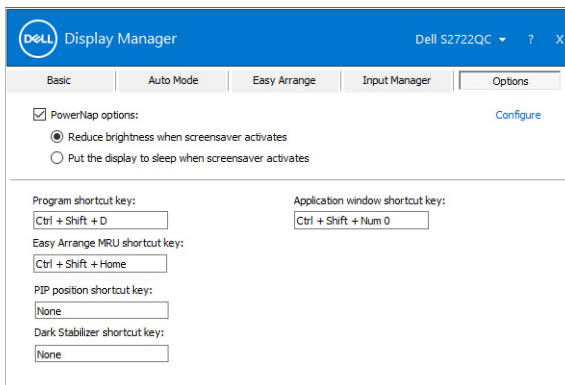 DELL Display Manager Dell S2722QC ? X
Basic Auto Mode Easy Arrange Input Manager Options
PowerNap options: Configure
Reduce brightness when screensaver activates
Put the display to sleep when screensaver activates
Program shortcut key: Application window shortcut key:
Ctrl + Shift + D Ctrl + Shift + Num 0
Easy Arrange MRU shortcut key:
Ctrl + Shift + Home
PIP position shortcut key:
None
Dark Stabilizer shortcut key:
None